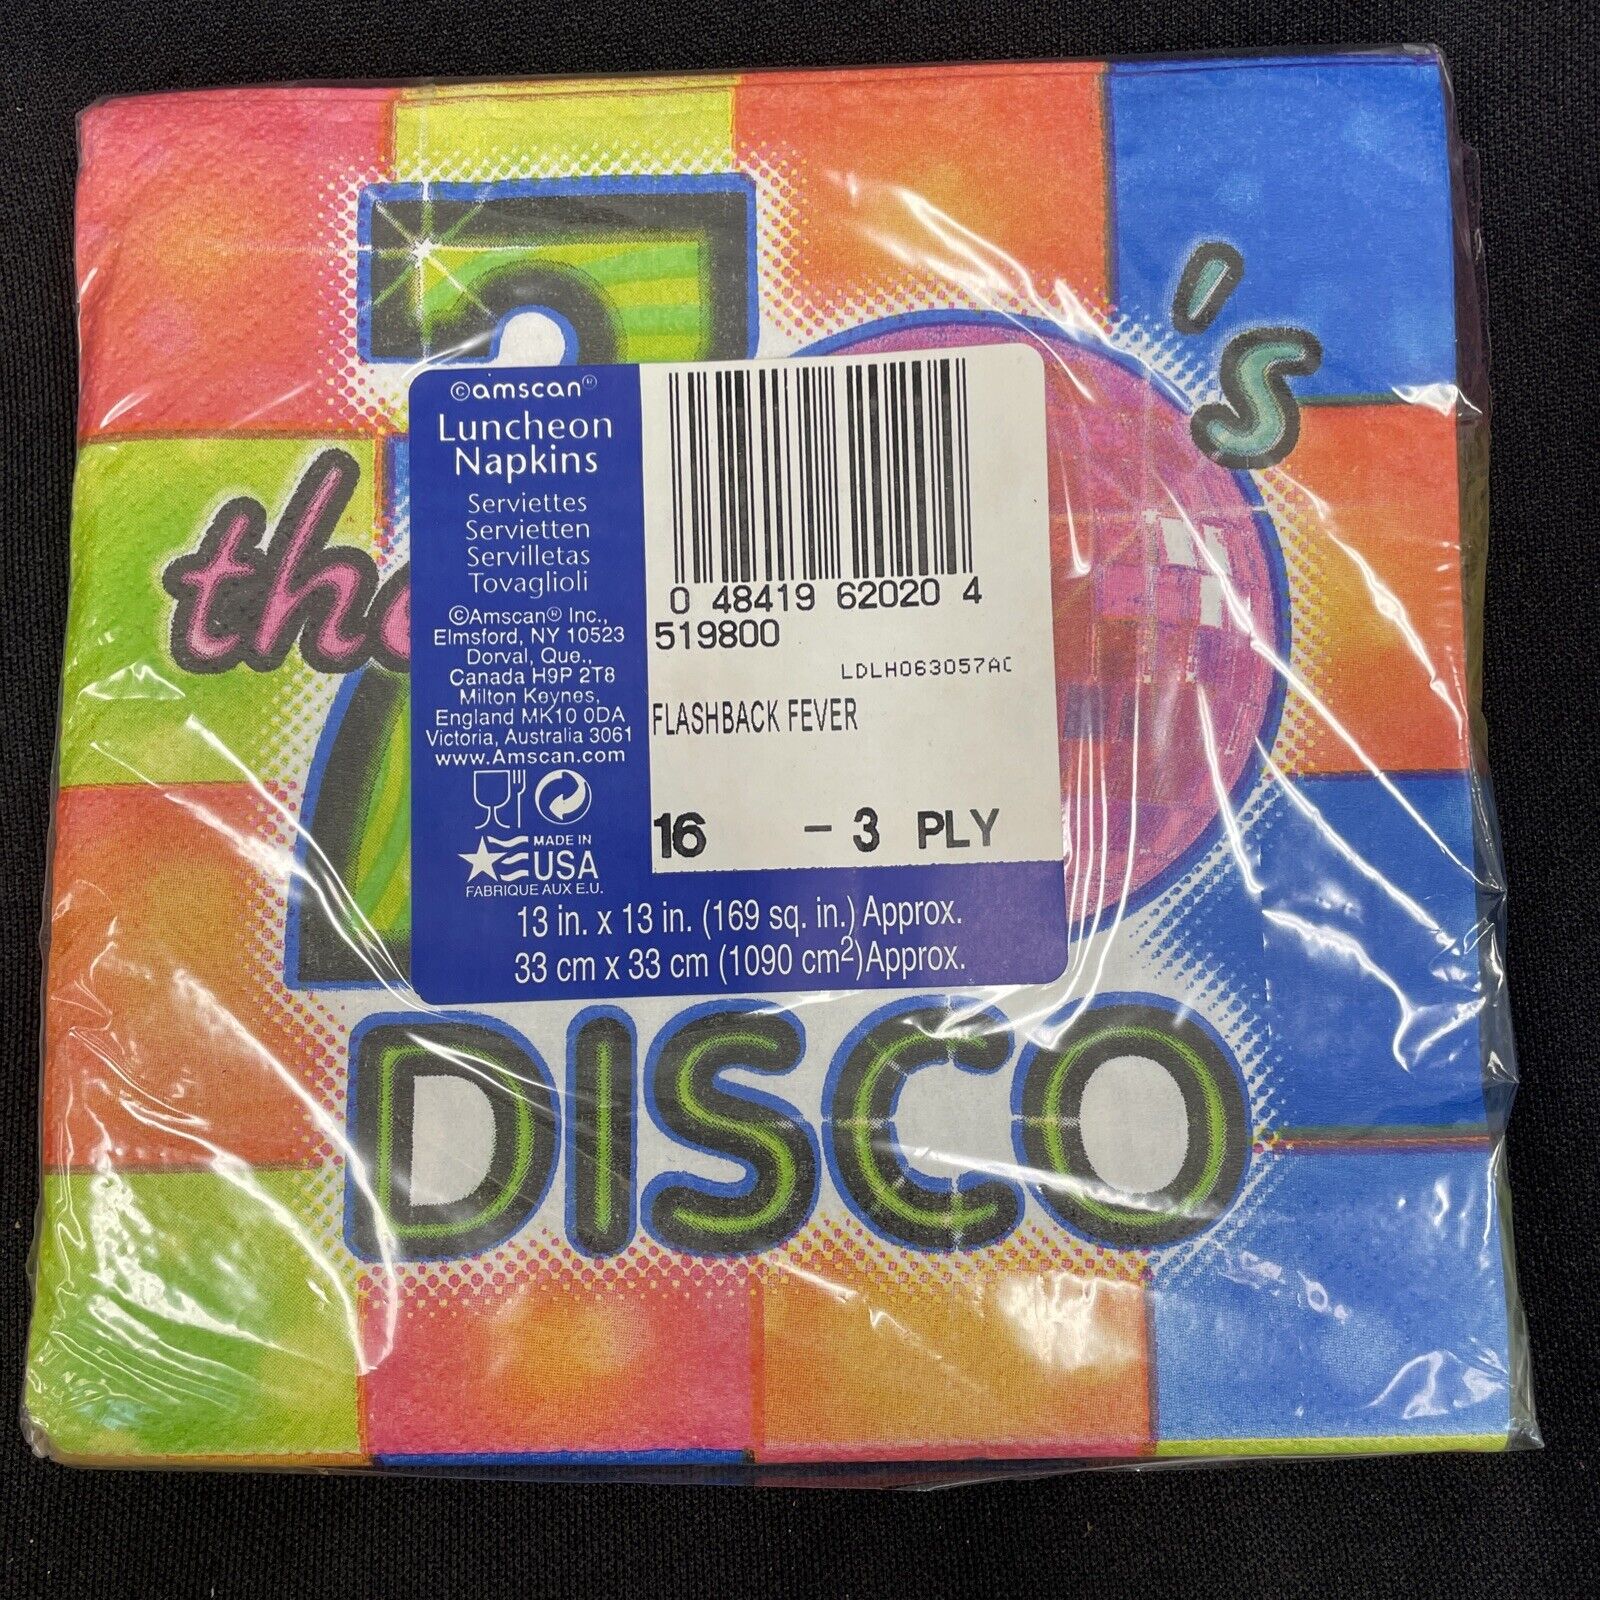 's
©amscan®
Luncheon
Napkins
Serviettes
Servietten
Servilletas
Tovaglioli
©Amscan® Inc.,
Elmsford, NY 10523
Dorval, Que.,
Canada H9P 2T8
Milton Keynes,
England MK10 0DA
Victoria, Australia 3061
www.Amscan.com
MADE IN
USA
FABRIQUE AUX E.U.
0 48419 62020 4
519800
LDLH063057AC
FLASHBACK FEVER
16 - 3 PLY
13 in. x 13 in. (169 sq. in.) Approx.
33 cm x 33 cm (1090 cm²) Approx.
the
DISCO